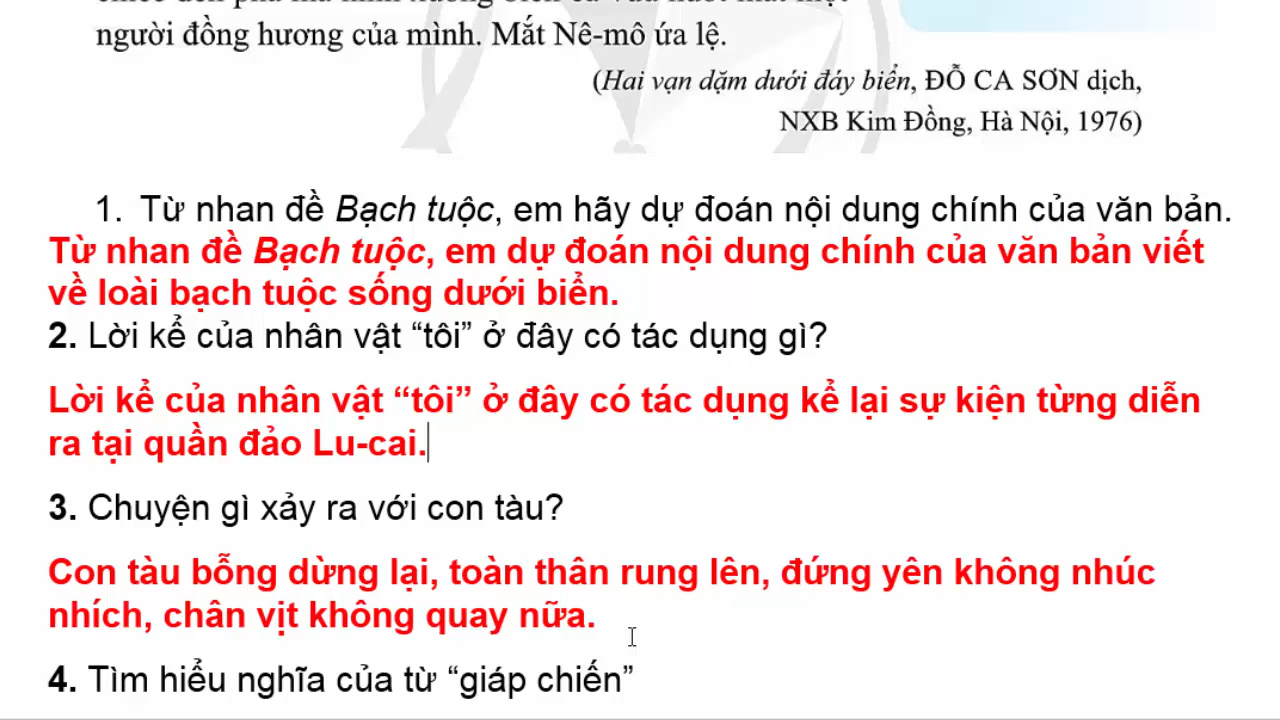 người đồng hương của mình. Mắt Nê-mô ứa lệ.
(Hai vạn dặm dưới đáy biển, ĐỖ CA SƠN dịch,
NXB Kim Đồng, Hà Nội, 1976)
1. Từ nhan đề Bạch tuộc, em hãy dự đoán nội dung chính của văn bản.
Từ nhan đề Bạch tuộc, em dự đoán nội dung chính của văn bản viết
về loài bạch tuộc sống dưới biển.
2. Lời kể của nhân vật “tôi” ở đây có tác dụng gì?
Lời kể của nhân vật “tôi” ở đây có tác dụng kể lại sự kiện từng diễn
ra tại quần đảo Lu-cai.
3. Chuyện gì xảy ra với con tàu?
Con tàu bỗng dừng lại, toàn thân rung lên, đứng yên không nhúc
nhích, chân vịt không quay nữa.
4. Tìm hiểu nghĩa của từ “giáp chiến”